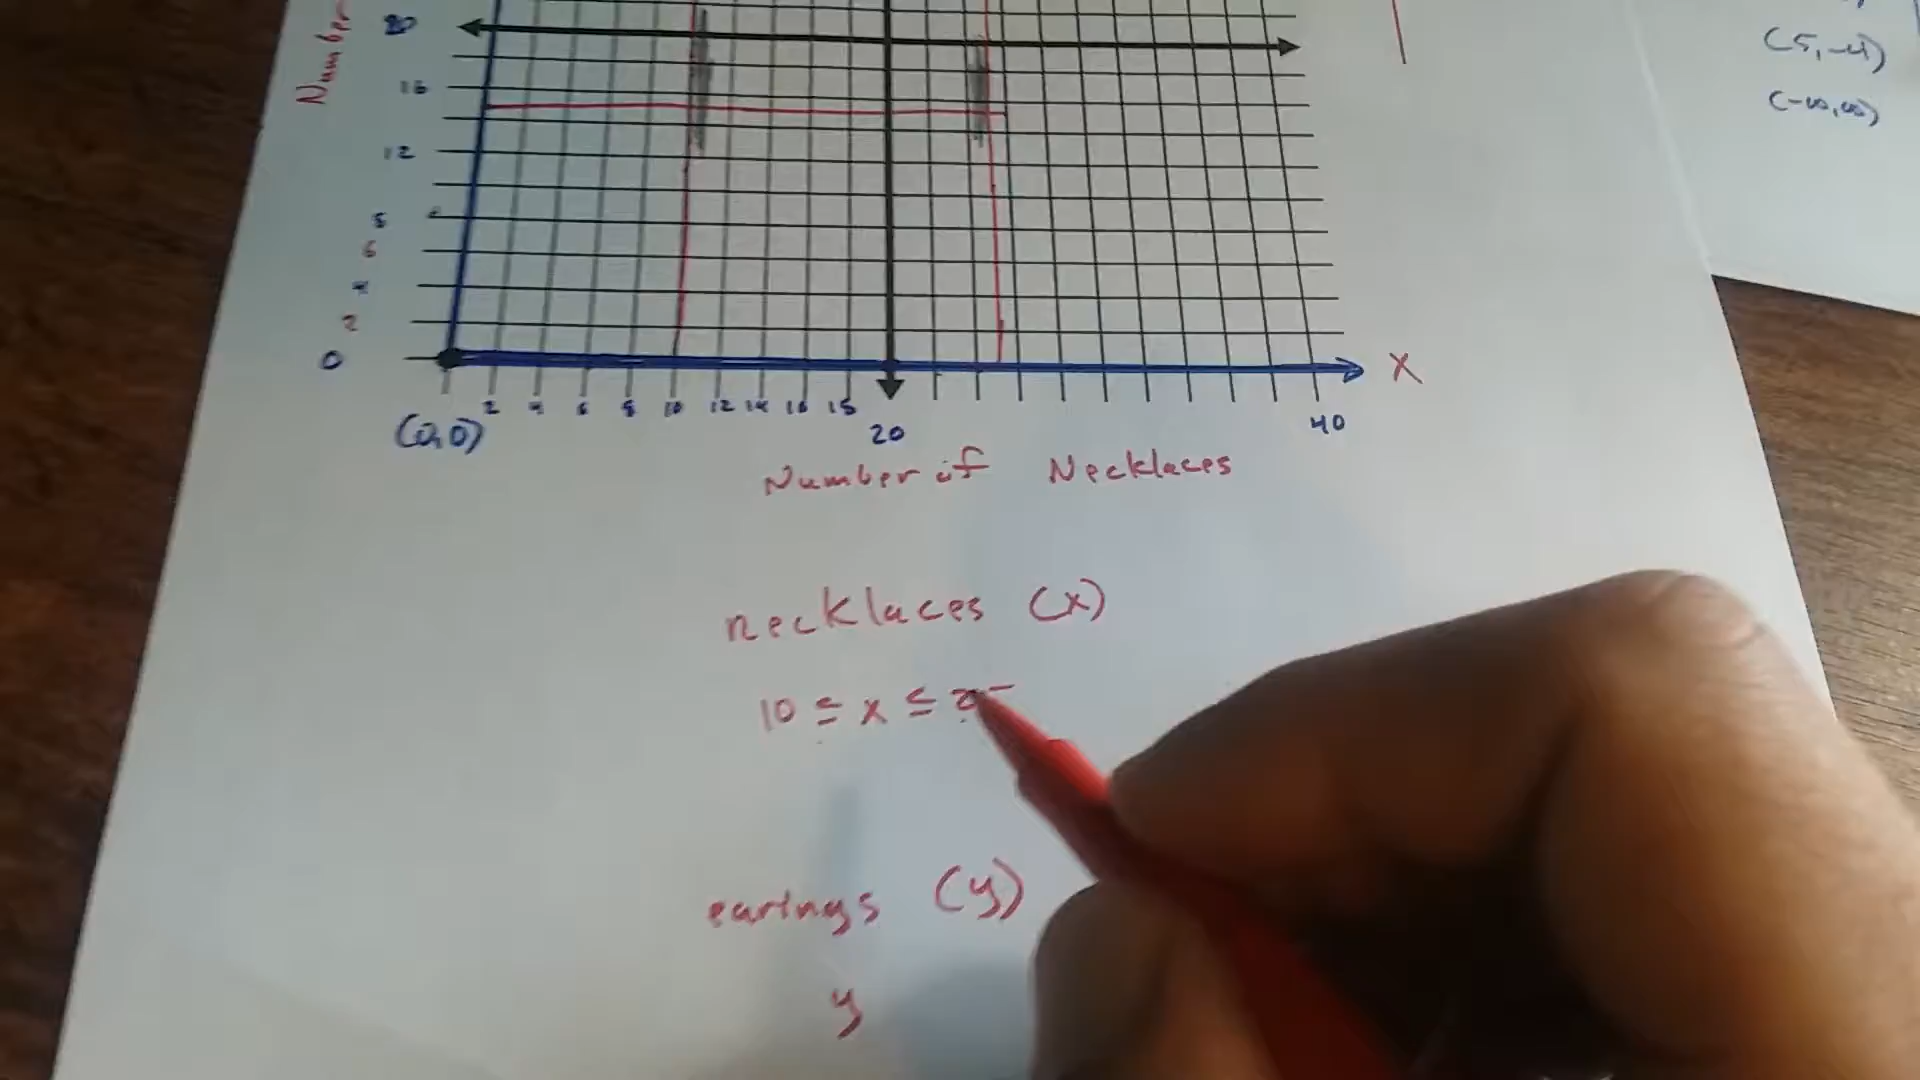 Number
20
16
12
8
6
4
2
0
(0,0) 2 4 6 8 10 12 14 16 18 20 40 X
Number of Necklaces
necklaces (x)
10 ≤ x ≤
earings (y)
y
(5,-4)
(-∞,∞)